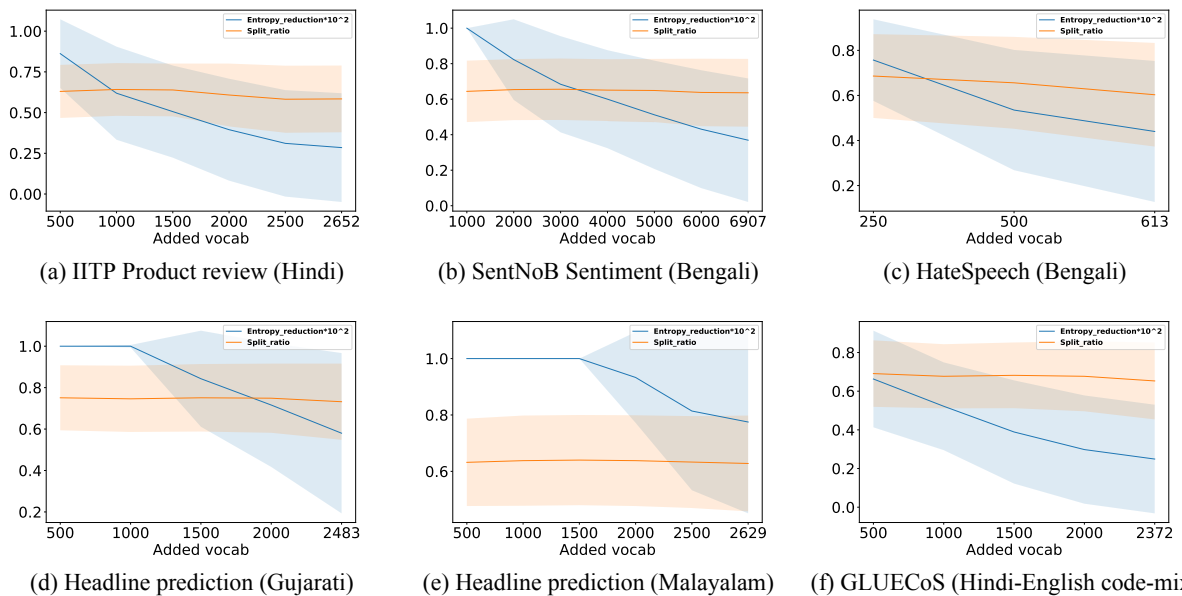 Entropy_reduction*10^2
Split_ratio
1.00
0.75
0.50
0.25
0.00
500 1000 1500 2000 2500 2652
Added vocab
(a) IITP Product review (Hindi)
Entropy_reduction*10^2
Split_ratio
1.0
0.8
0.6
0.4
0.2
0.0
1000 2000 3000 4000 5000 6000 6907
Added vocab
(b) SentNoB Sentiment (Bengali)
Entropy_reduction*10^2
Split_ratio
0.8
0.6
0.4
0.2
250 500 613
Added vocab
(c) HateSpeech (Bengali)
Entropy_reduction*10^2
Split_ratio
1.0
0.8
0.6
0.4
0.2
500 1000 1500 2000 2483
Added vocab
(d) Headline prediction (Gujarati)
Entropy_reduction*10^2
Split_ratio
1.0
0.8
0.6
500 1000 1500 2000 2500 2629
Added vocab
(e) Headline prediction (Malayalam)
Entropy_reduction*10^2
Split_ratio
0.8
0.6
0.4
0.2
0.0
500 1000 1500 2000 2372
Added vocab
(f) GLUECoS (Hindi-English code-mix